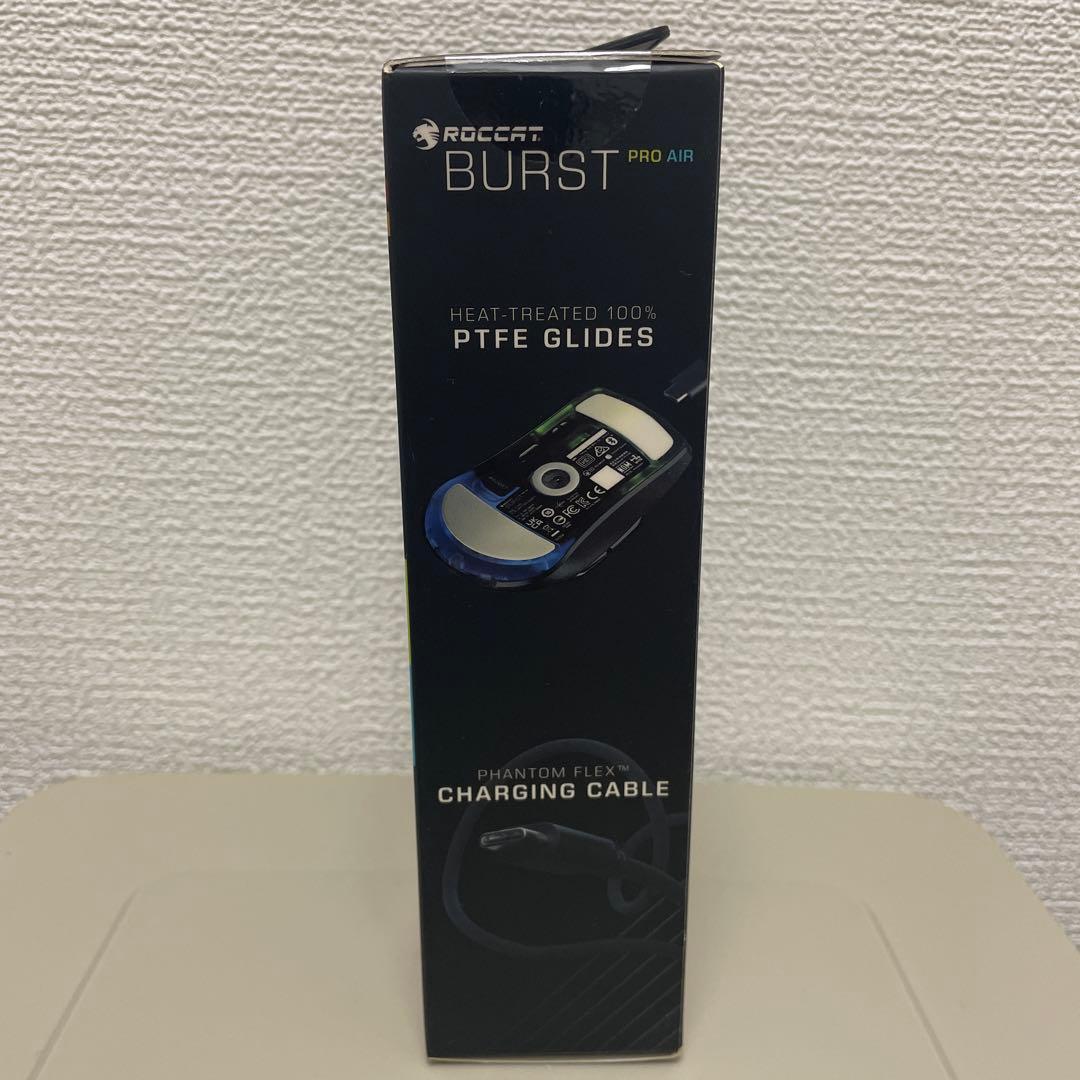 ROCCAT
BURST PRO AIR
HEAT-TREATED 100%
PTFE GLIDES
PHANTOM FLEX™
CHARGING CABLE